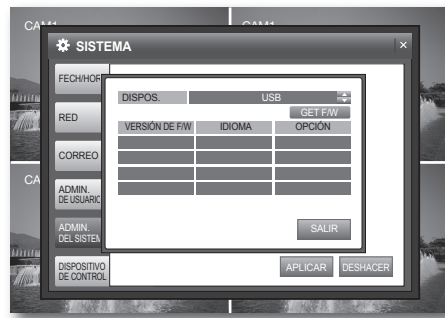 CAM1
SISTEMA
×
FECH/HOR
DISPOS. USB
GET F/W
RED
VERSIÓN DE F/W IDIOMA OPCIÓN
CORREO
ADMIN.
DE USUARIO
ADMIN.
DEL SISTEM
SALIR
DISPOSITIVO
DE CONTROL
APLICAR DESHACER